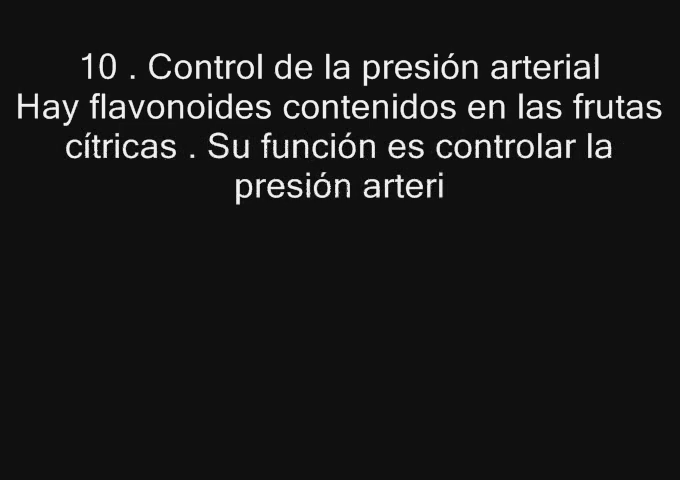 10 . Control de la presión arterial
Hay flavonoides contenidos en las frutas
cítricas . Su función es controlar la
presión arteri